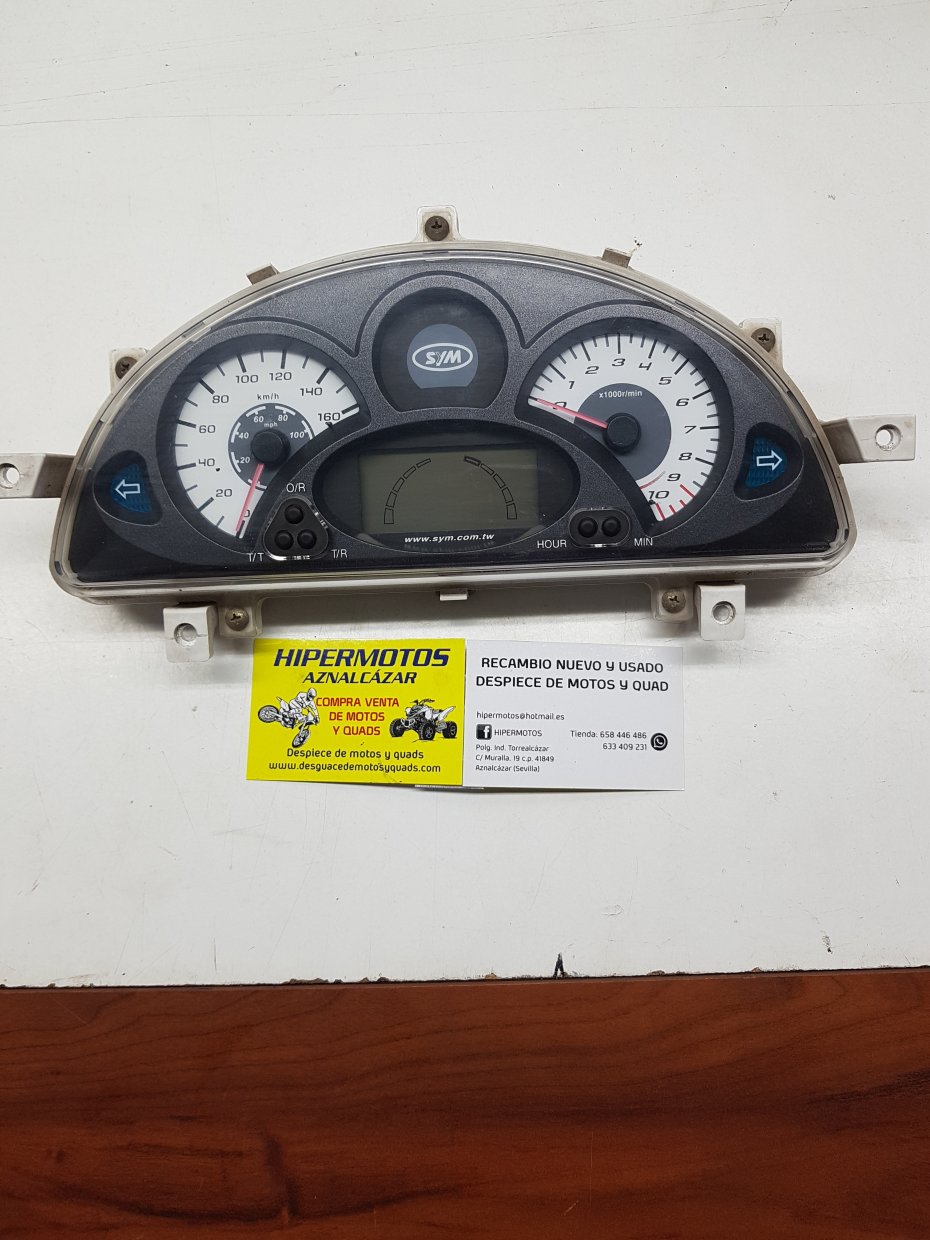 SYM
100 120
80 140
km/h
60 160
60 80
mph
40 100
20
40
20
0
0 1 2 3 4 5 6 7 8 9 10
x1000r/min
O/R
T/T T/R
www.sym.com.tw
HOUR MIN
HIPERMOTOS
AZNALCÁZAR
COMPRA VENTA
DE MOTOS
Y QUADS
Despiece de motos y quads
www.desguacedemotosyquads.com
RECAMBIO NUEVO Y USADO
DESPIECE DE MOTOS Y QUAD
hipermotos@hotmail.es
HIPERMOTOS
Tienda: 658 446 486
633 409 231
Polg. Ind. Torrealcázar
C/ Muralla, 19 c.p. 41849
Aznalcázar (Sevilla)